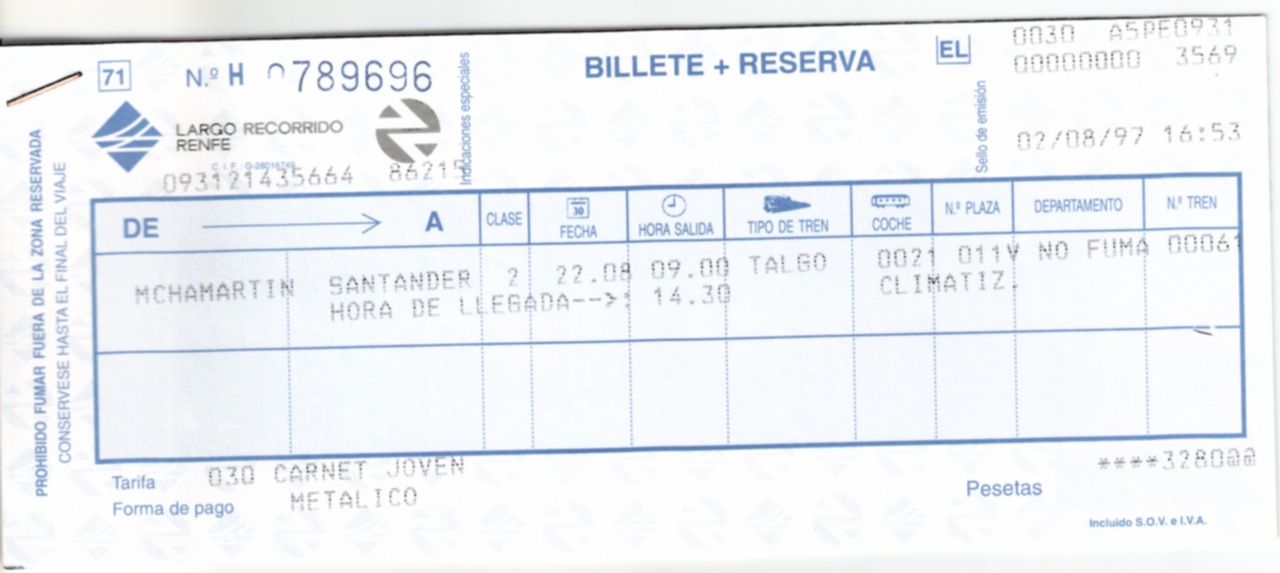 71 N.º H 0789696
BILLETE + RESERVA
EL
0030 A5PE0931
00000000 3569
LARGO RECORRIDO
RENFE
C. I. F.: G-28016749
093121435664 86215
Indicaciones especiales
Sello de emisión
02/08/97 16:53
PROHIBIDO FUMAR FUERA DE LA ZONA RESERVADA
CONSERVESE HASTA EL FINAL DEL VIAJE
DE A CLASE FECHA HORA SALIDA TIPO DE TREN COCHE N.º PLAZA DEPARTAMENTO N.º TREN
30
MCHAMARTIN SANTANDER 2 22.08 09.00 TALGO 0021 011V NO FUMA 00061
HORA DE LLEGADA-->: 14.30 CLIMATIZ.
Tarifa 030 CARNET JOVEN
Forma de pago METALICO
Pesetas ****3280@@
Incluido S.O.V. e I.V.A.